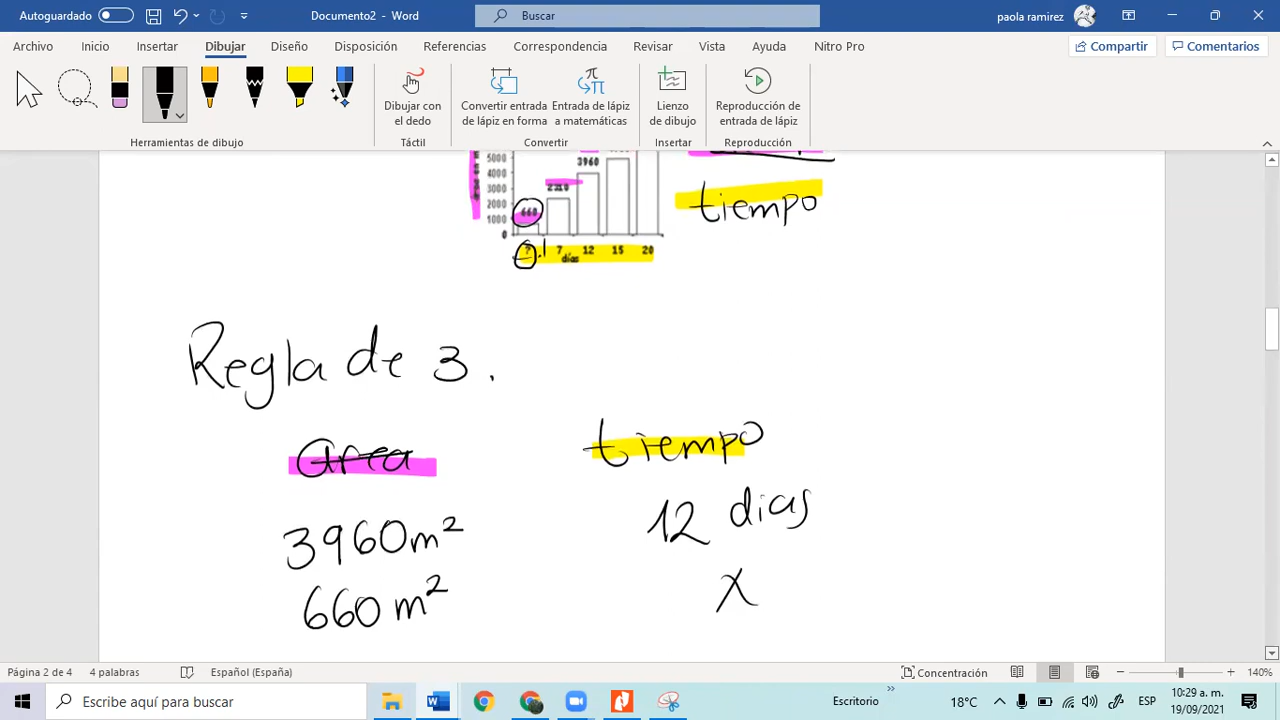 Autoguardado
Documento2 - Word
Buscar
paola ramirez
Archivo Inicio Insertar Dibujar Diseño Disposición Referencias Correspondencia Revisar Vista Ayuda Nitro Pro
Compartir Comentarios
Dibujar con el dedo
Convertir entrada de lápiz en forma
Entrada de lápiz a matemáticas
Lienzo de dibujo
Reproducción de entrada de lápiz
Herramientas de dibujo Táctil Convertir Insertar Reproducción
5000
4000
3000
2000
1000
0
660
2310
3960
? 7 12 15 20
días
tiempo
Regla de 3.
area tiempo
3960 m² 12 dias
660 m² x
Página 2 de 4 4 palabras Español (España) Concentración 140%
Escribe aquí para buscar
Escritorio
18°C
ESP
10:29 a. m.
19/09/2021